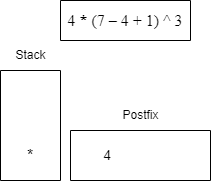 4 * (7 – 4 + 1) ^ 3
Stack
Postfix
* 4